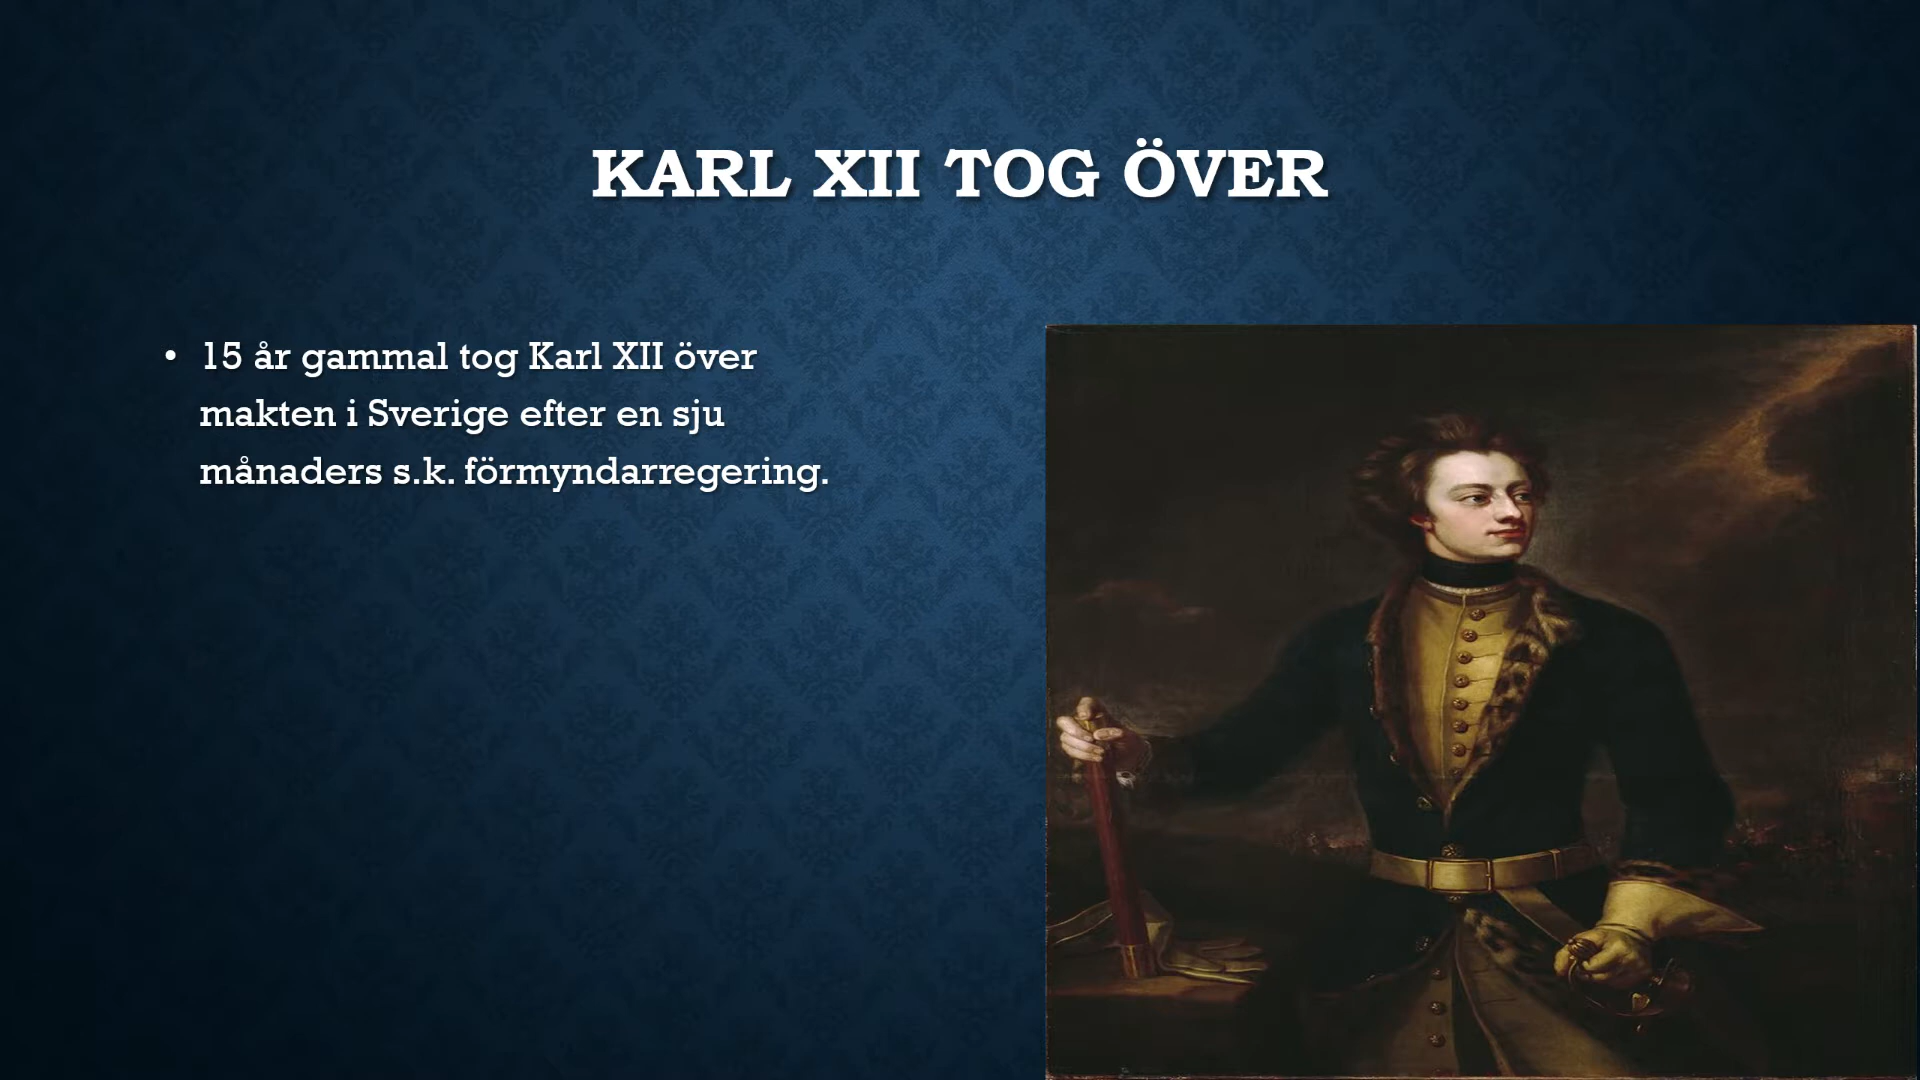 KARL XII TOG ÖVER
• 15 år gammal tog Karl XII över
makten i Sverige efter en sju
månaders s.k. förmyndarregering.